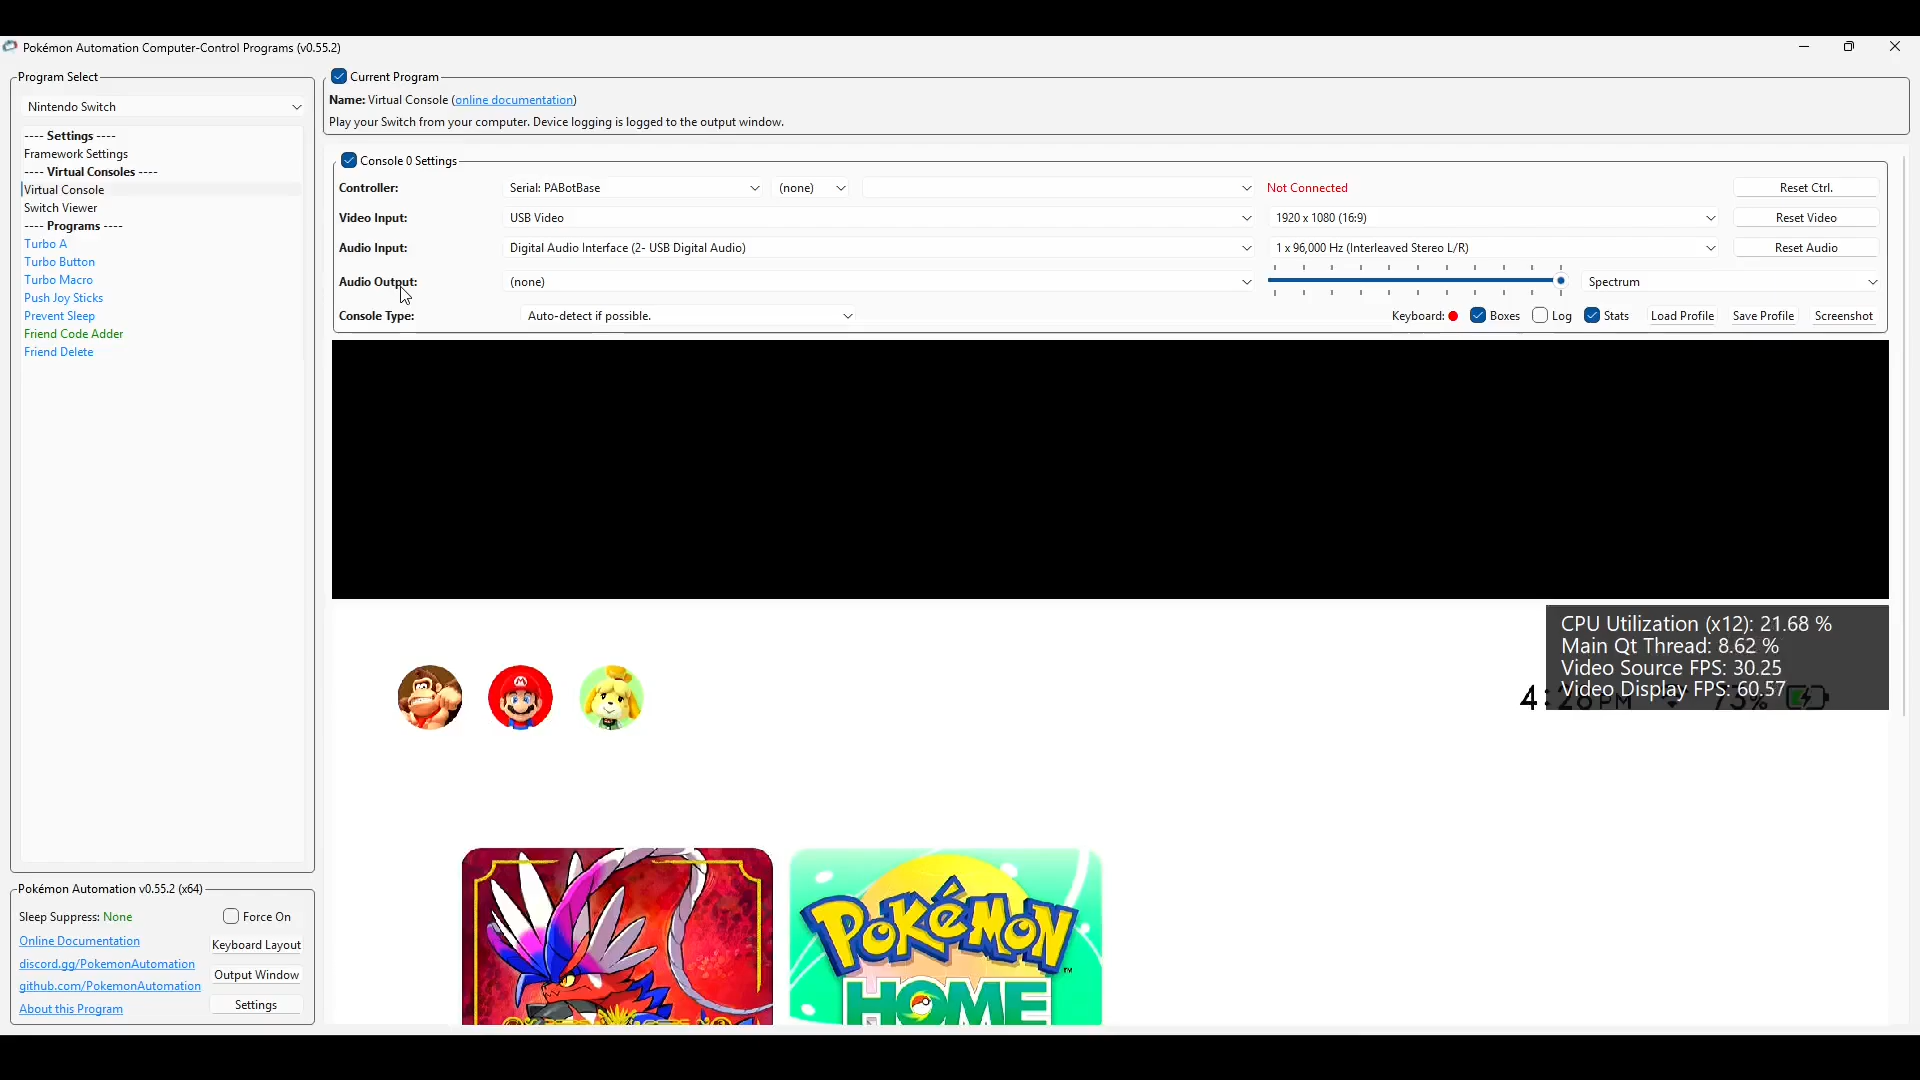 Pokémon Automation Computer-Control Programs (v0.55.2)
Program Select
Nintendo Switch
---- Settings ----
Framework Settings
---- Virtual Consoles ----
Virtual Console
Switch Viewer
---- Programs ----
Turbo A
Turbo Button
Turbo Macro
Push Joy Sticks
Prevent Sleep
Friend Code Adder
Friend Delete
Pokémon Automation v0.55.2 (x64)
Sleep Suppress: None
Force On
Online Documentation
Keyboard Layout
discord.gg/PokemonAutomation
Output Window
github.com/PokemonAutomation
About this Program
Settings
Current Program
Name: Virtual Console (online documentation)
Play your Switch from your computer. Device logging is logged to the output window.
Console 0 Settings
Controller: Serial: PABotBase (none) Not Connected Reset Ctrl.
Video Input: USB Video 1920 x 1080 (16:9) Reset Video
Audio Input: Digital Audio Interface (2- USB Digital Audio) 1 x 96,000 Hz (Interleaved Stereo L/R) Reset Audio
Audio Output: (none) Spectrum
Console Type: Auto-detect if possible. Keyboard: Boxes Log Stats Load Profile Save Profile Screenshot
CPU Utilization (x12): 21.68 %
Main Qt Thread: 8.62 %
Video Source FPS: 30.25
Video Display FPS: 60.57
4:28 PM 73%
POKéMON
HOME